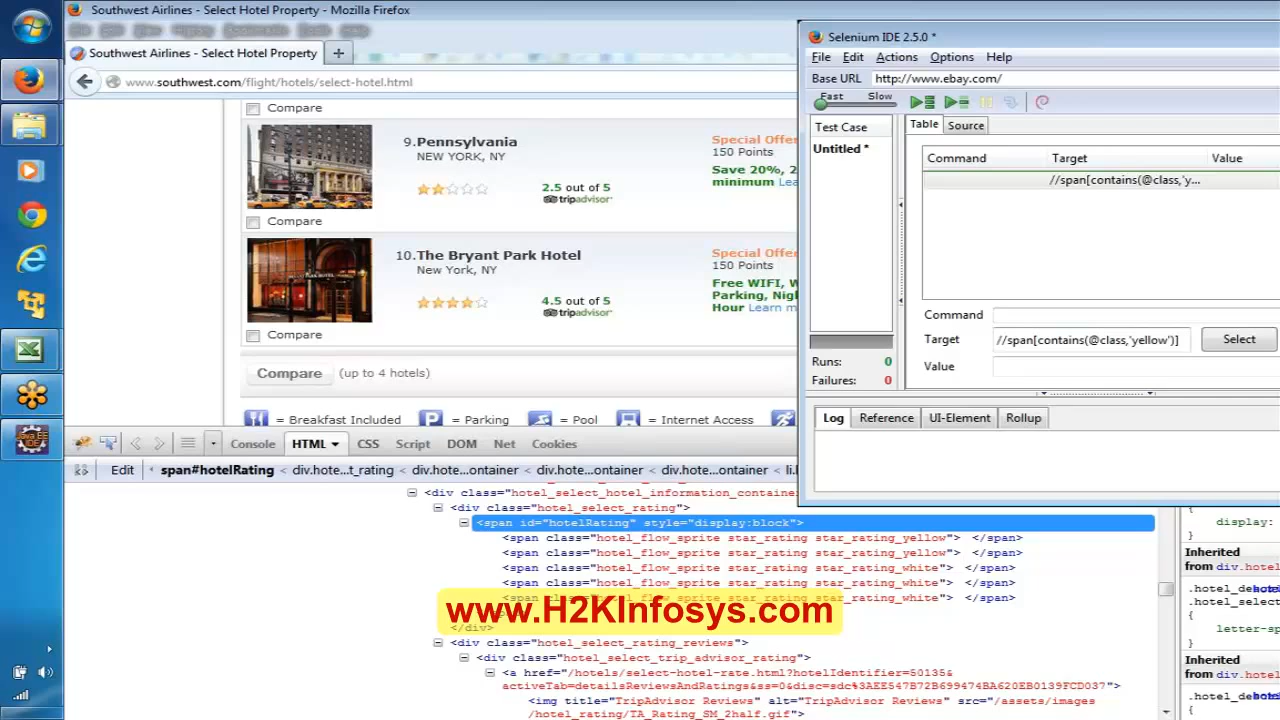 Southwest Airlines - Select Hotel Property - Mozilla Firefox
Southwest Airlines - Select Hotel Property
www.southwest.com/flight/hotels/select-hotel.html
Compare
9.Pennsylvania
NEW YORK, NY
2.5 out of 5
tripadvisor
Special Offer
150 Points
Save 20%, 2
minimum Lea
Compare
10.The Bryant Park Hotel
New York, NY
4.5 out of 5
tripadvisor
Special Offer
150 Points
Free WIFI, W
Parking, Nigh
Hour Learn m
Compare
Compare (up to 4 hotels)
= Breakfast Included = Parking = Pool = Internet Access
Selenium IDE 2.5.0 *
File Edit Actions Options Help
Base URL http://www.ebay.com/
Fast Slow
Test Case
Untitled *
Table Source
Command Target Value
//span[contains(@class,'y...
Command
Target //span[contains(@class,'yellow')] Select
Value
Runs: 0
Failures: 0
Log Reference UI-Element Rollup
Console HTML CSS Script DOM Net Cookies
Edit span#hotelRating < div.hote...t_rating < div.hote...ontainer < div.hote...ontainer < div.hote...ontainer < li.l
<div class="hotel_select_hotel_information_container
<div class="hotel_select_rating">
<span id="hotelRating" style="display:block">
<span class="hotel_flow_sprite star_rating star_rating_yellow"> </span>
<span class="hotel_flow_sprite star_rating star_rating_yellow"> </span>
<span class="hotel_flow_sprite star_rating star_rating_white"> </span>
<span class="hotel_flow_sprite star_rating star_rating_white"> </span>
<span class="hotel_flow_sprite star_rating star_rating_white"> </span>
www.H2KInfosys.com
</div>
<div class="hotel_select_rating_reviews">
<div class="hotel_select_trip_advisor_rating">
<a href="/hotels/select-hotel-rate.html?hotelIdentifier=50135&
activeTab=detailsReviewsAndRatings&ss=0&disc=sdc%3AEE547B72B699474BA620EB0139FCD037">
<img title="TripAdvisor Reviews" alt="TripAdvisor Reviews" src="/assets/images
/hotel_rating/TA_Rating_SM_2half.gif">
display:
}
Inherited
from div.hotel
.hotel_select
{
letter-sp
}
Inherited
from div.hotel
{